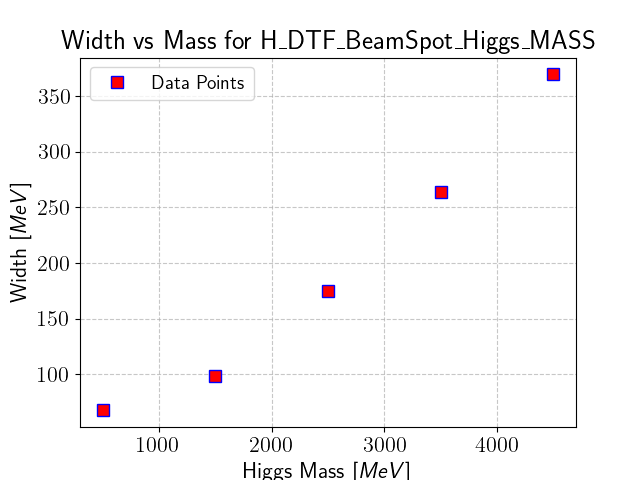 Width vs Mass for H_DTF_BeamSpot_Higgs_MASS
Data Points
350
300
250
200
150
100
Width [MeV]
1000 2000 3000 4000
Higgs Mass [MeV]